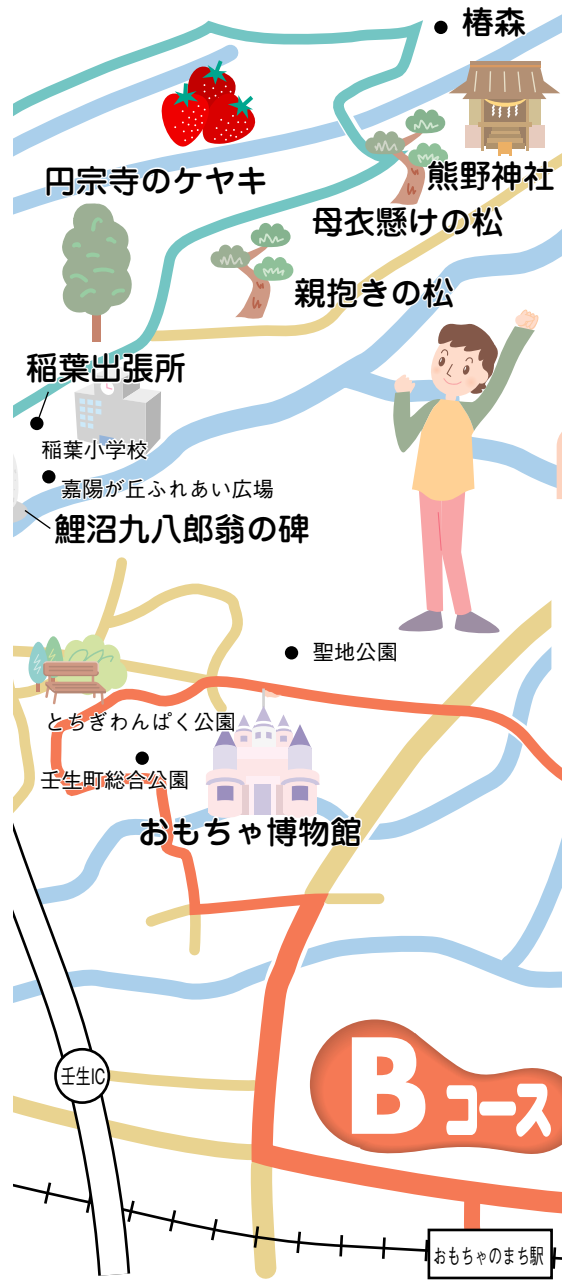 椿森
円宗寺のケヤキ
熊野神社
母衣懸けの松
親抱きの松
稲葉出張所
稲葉小学校
嘉陽が丘ふれあい広場
鯉沼九八郎翁の碑
聖地公園
とちぎわんぱく公園
壬生町総合公園
おもちゃ博物館
壬生IC
Bコース
おもちゃのまち駅